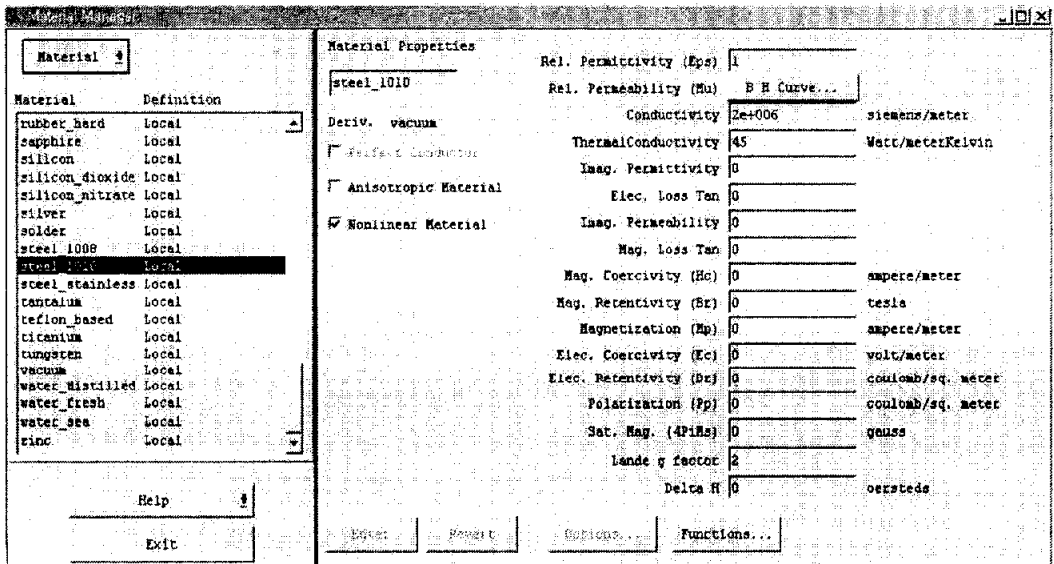 Material Manager
Material
Material Definition
rubber_hard Local
sapphire Local
silicon Local
silicon_dioxide Local
silicon_nitrate Local
silver Local
solder Local
steel_1008 Local
steel_1010 Local
steel_stainless Local
tantalum Local
teflon_based Local
titanium Local
tungsten Local
vacuum Local
water_distilled Local
water_fresh Local
water_sea Local
zinc Local
Help
Exit
Material Properties
steel_1010
Deriv. vacuum
Perfect Conductor
Anisotropic Material
Nonlinear Material
Rel. Permittivity (Eps) 1
Rel. Permeability (Mu) B H Curve...
Conductivity 2e+006 siemens/meter
ThermalConductivity 45 Watt/meterKelvin
Imag. Permittivity 0
Elec. Loss Tan 0
Imag. Permeability 0
Mag. Loss Tan 0
Mag. Coercivity (Hc) 0 ampere/meter
Mag. Retentivity (Br) 0 tesla
Magnetization (Mp) 0 ampere/meter
Elec. Coercivity (Ec) 0 volt/meter
Elec. Retentivity (Dr) 0 coulomb/sq. meter
Polarization (Pp) 0 coulomb/sq. meter
Sat. Mag. (4PiMs) 0 gauss
Lande g factor 2
Delta H 0 oersteds
Enter Revert Options... Functions...